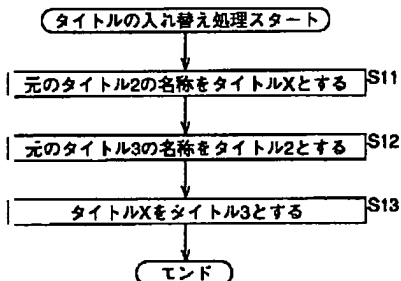 タイトルの入れ替え処理スタート
元のタイトル2の名称をタイトルXとする S11
元のタイトル3の名称をタイトル2とする S12
タイトルXをタイトル3とする S13
エンド